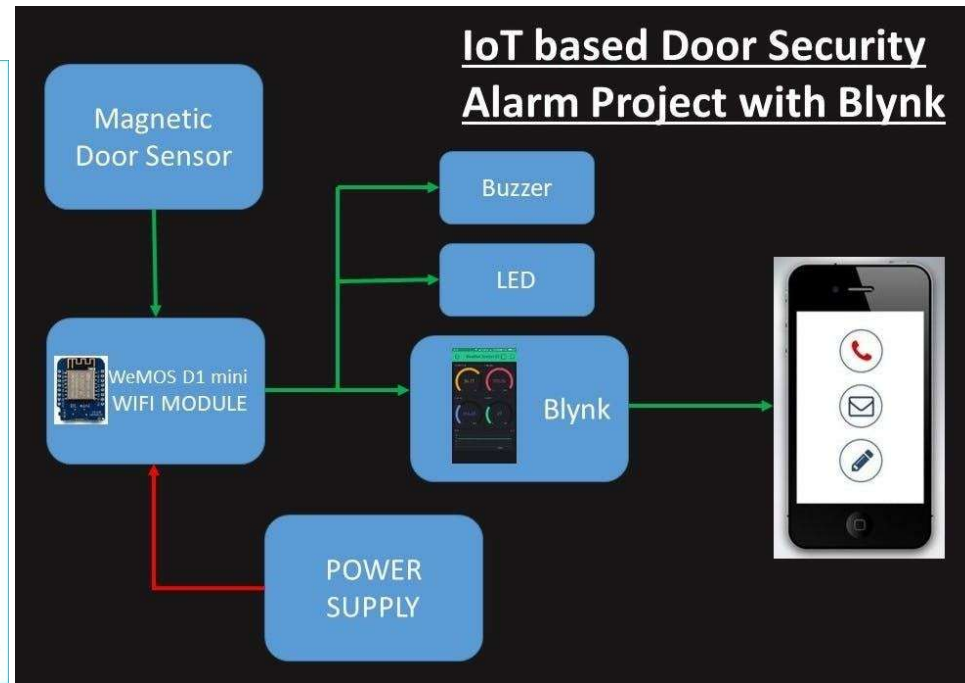 IoT based Door Security
Alarm Project with Blynk
Magnetic
Door Sensor
Buzzer
LED
WeMOS D1 mini
WIFI MODULE
Blynk
POWER
SUPPLY